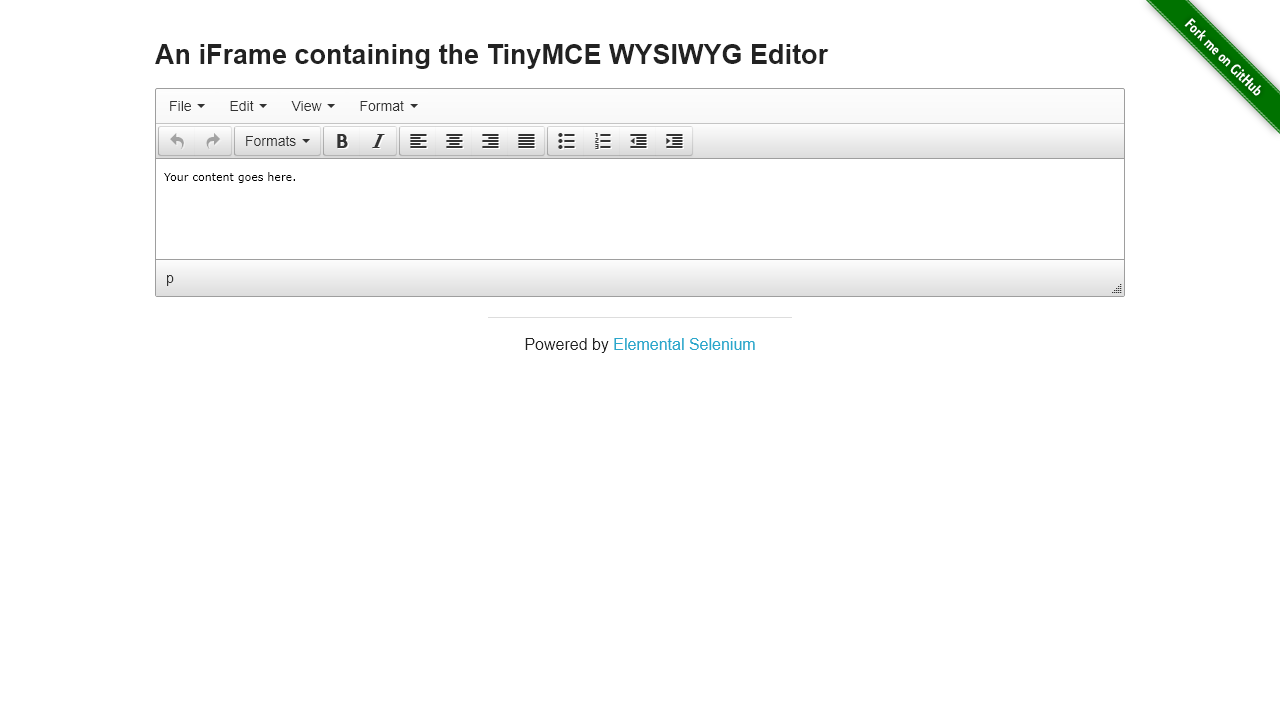 An iFrame containing the TinyMCE WYSIWYG Editor
Fork me on GitHub
File Edit View Format
Formats B I
Your content goes here.
p
Powered by Elemental Selenium